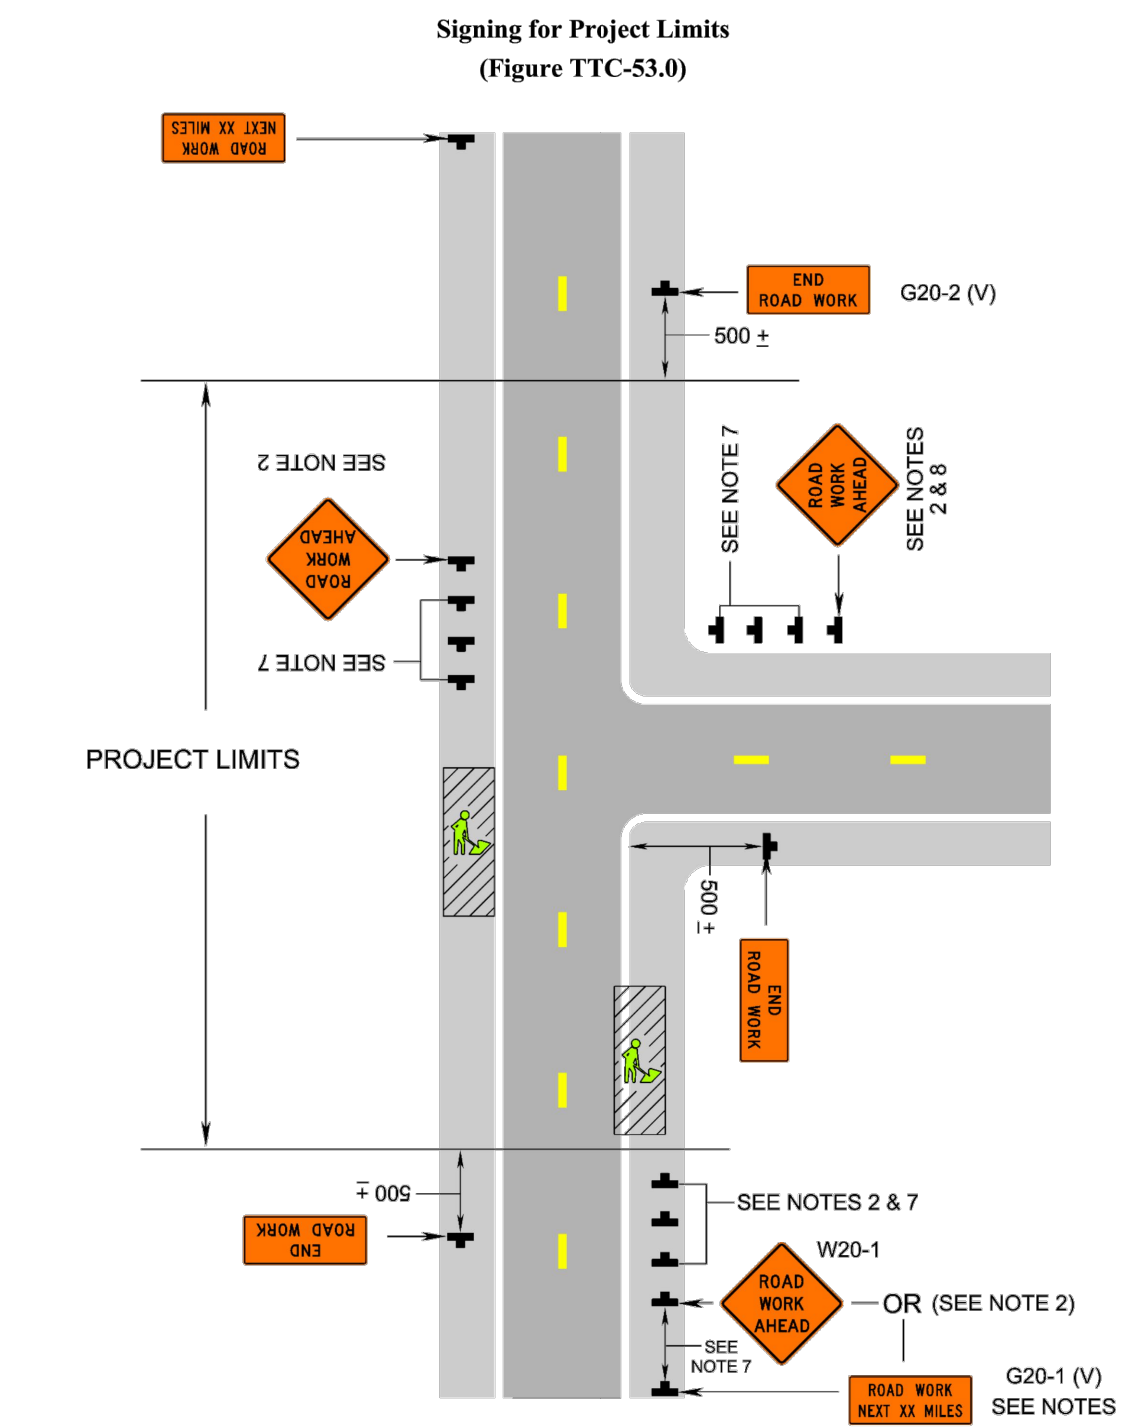 Signing for Project Limits
(Figure TTC-53.0)
ROAD WORK
NEXT XX MILES
END
ROAD WORK
G20-2 (V)
500 ±
SEE NOTE 2
ROAD
WORK
AHEAD
SEE NOTE 7
SEE NOTE 7
ROAD
WORK
AHEAD
SEE NOTES
2 & 8
PROJECT LIMITS
500 ±
END
ROAD WORK
500 ±
END
ROAD WORK
SEE NOTES 2 & 7
W20-1
ROAD
WORK
AHEAD
OR (SEE NOTE 2)
SEE
NOTE 7
ROAD WORK
NEXT XX MILES
G20-1 (V)
SEE NOTES